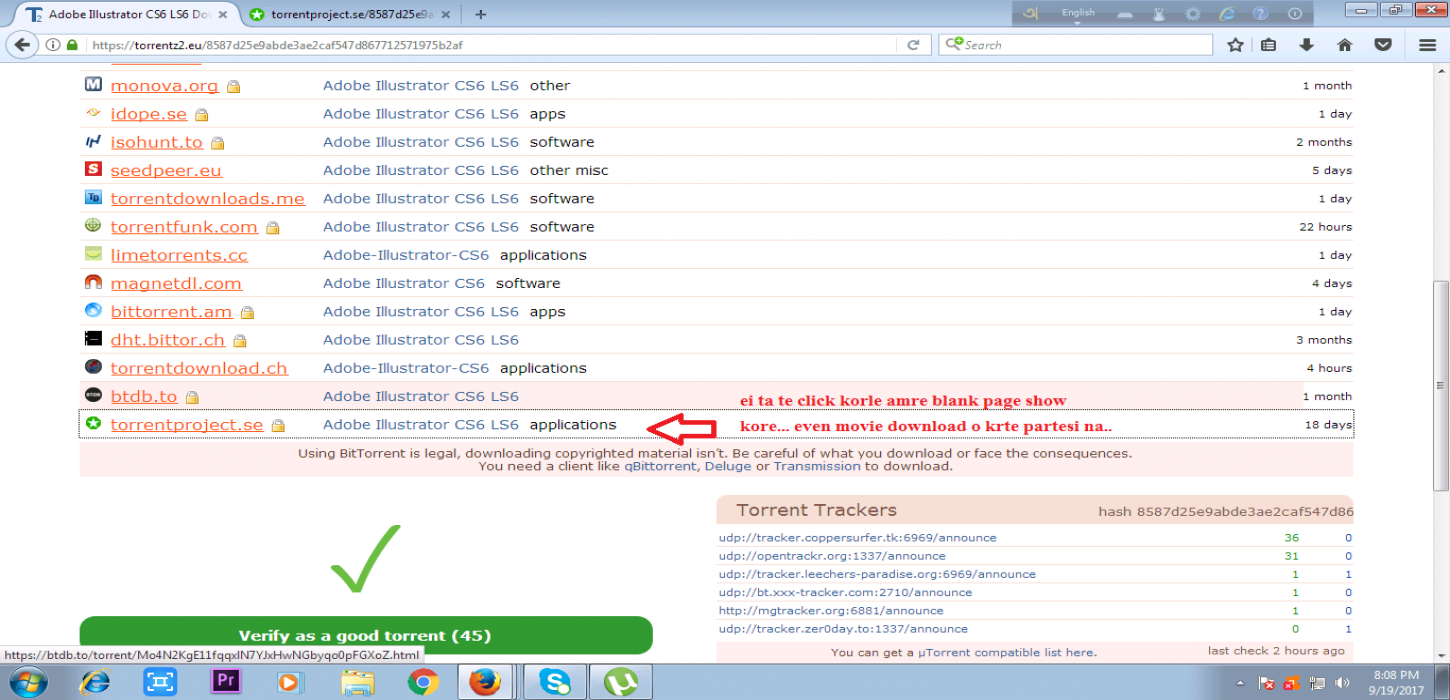 Adobe Illustrator CS6 LS6 Do
torrentproject.se/8587d25e9a
English
https://torrentz2.eu/8587d25e9abde3ae2caf547d867712571975b2af
Search
monova.org Adobe Illustrator CS6 LS6 other 1 month
idope.se Adobe Illustrator CS6 LS6 apps 1 day
isohunt.to Adobe Illustrator CS6 LS6 software 2 months
seedpeer.eu Adobe Illustrator CS6 LS6 other misc 5 days
torrentdownloads.me Adobe Illustrator CS6 LS6 software 1 day
torrentfunk.com Adobe Illustrator CS6 LS6 software 22 hours
limetorrents.cc Adobe-Illustrator-CS6 applications 1 day
magnetdl.com Adobe Illustrator CS6 software 4 days
bittorrent.am Adobe Illustrator CS6 LS6 apps 1 day
dht.bittor.ch Adobe Illustrator CS6 LS6 3 months
torrentdownload.ch Adobe-Illustrator-CS6 applications 4 hours
btdb.to Adobe Illustrator CS6 LS6 1 month
ei ta te click korle amre blank page show
torrentproject.se Adobe Illustrator CS6 LS6 applications 18 days
kore... even movie download o krte partesi na..
Using BitTorrent is legal, downloading copyrighted material isn't. Be careful of what you download or face the consequences.
You need a client like qBittorrent, Deluge or Transmission to download.
Torrent Trackers hash 8587d25e9abde3ae2caf547d86
udp://tracker.coppersurfer.tk:6969/announce 36 0
udp://opentrackr.org:1337/announce 31 0
udp://tracker.leechers-paradise.org:6969/announce 1 1
udp://bt.xxx-tracker.com:2710/announce 1 0
http://mgtracker.org:6881/announce 1 0
udp://tracker.zer0day.to:1337/announce 0 1
You can get a µTorrent compatible list here. last check 2 hours ago
Verify as a good torrent (45)
https://btdb.to/torrent/Mo4N2KgE11fqqxlN7YJxHwNGbyqo0pFGXoZ.html
Pr
8:08 PM
9/19/2017